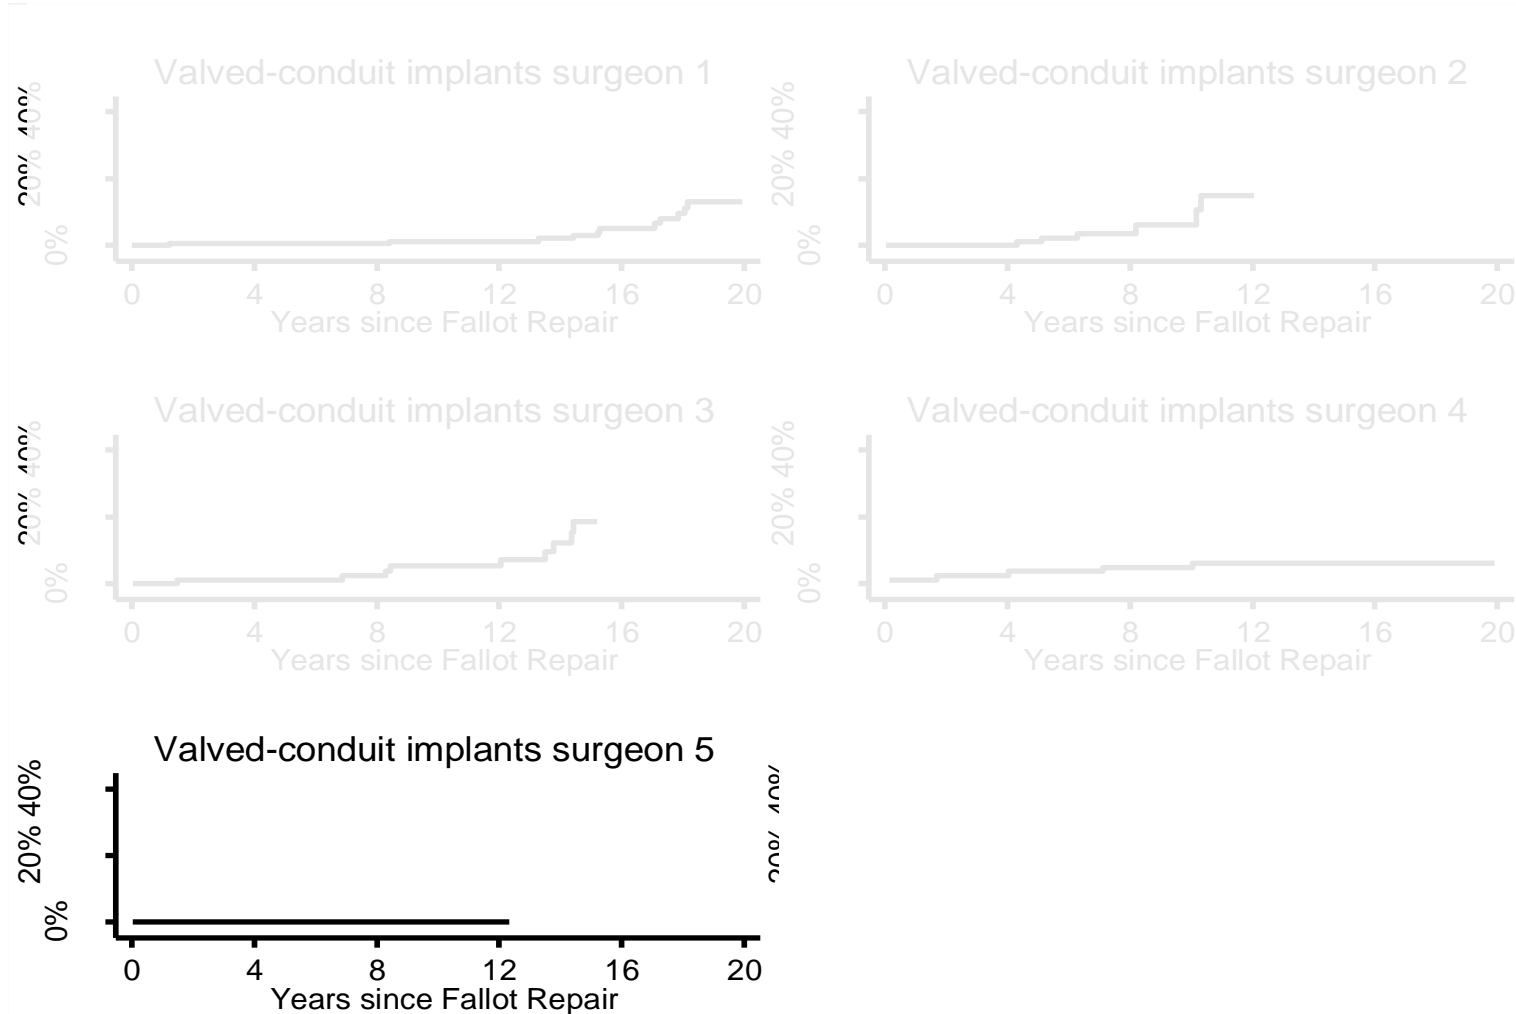 Valved-conduit implants surgeon 1
40%
20%
0%
0 4 8 12 16 20
Years since Fallot Repair
Valved-conduit implants surgeon 2
40%
20%
0%
0 4 8 12 16 20
Years since Fallot Repair
Valved-conduit implants surgeon 3
40%
20%
0%
0 4 8 12 16 20
Years since Fallot Repair
Valved-conduit implants surgeon 4
40%
20%
0%
0 4 8 12 16 20
Years since Fallot Repair
Valved-conduit implants surgeon 5
40%
20%
0%
0 4 8 12 16 20
Years since Fallot Repair